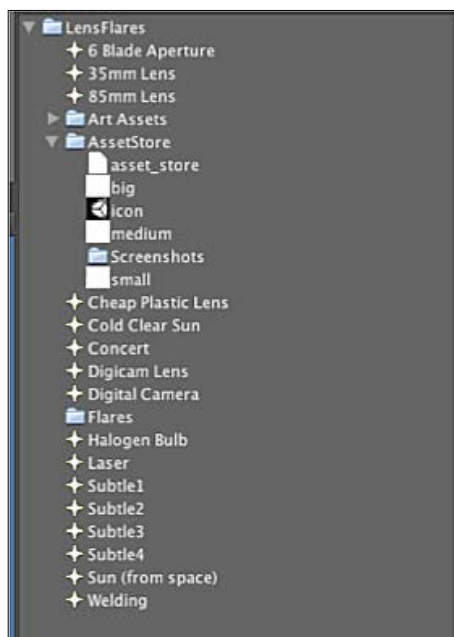 LensFlares
6 Blade Aperture
35mm Lens
85mm Lens
Art Assets
AssetStore
asset_store
big
icon
medium
Screenshots
small
Cheap Plastic Lens
Cold Clear Sun
Concert
Digicam Lens
Digital Camera
Flares
Halogen Bulb
Laser
Subtle1
Subtle2
Subtle3
Subtle4
Sun (from space)
Welding